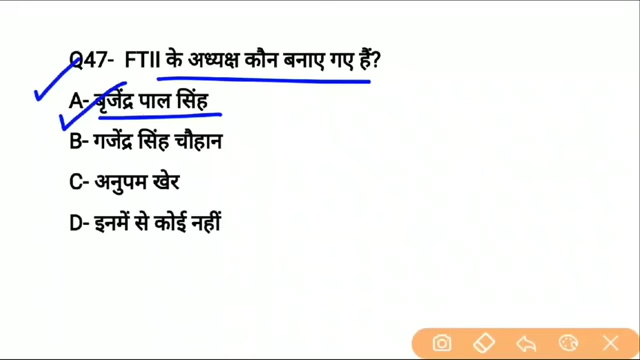 Q47- FTII के अध्यक्ष कौन बनाए गए हैं?
A- बृजेंद्र पाल सिंह
B- गजेंद्र सिंह चौहान
C- अनुपम खेर
D- इनमें से कोई नहीं